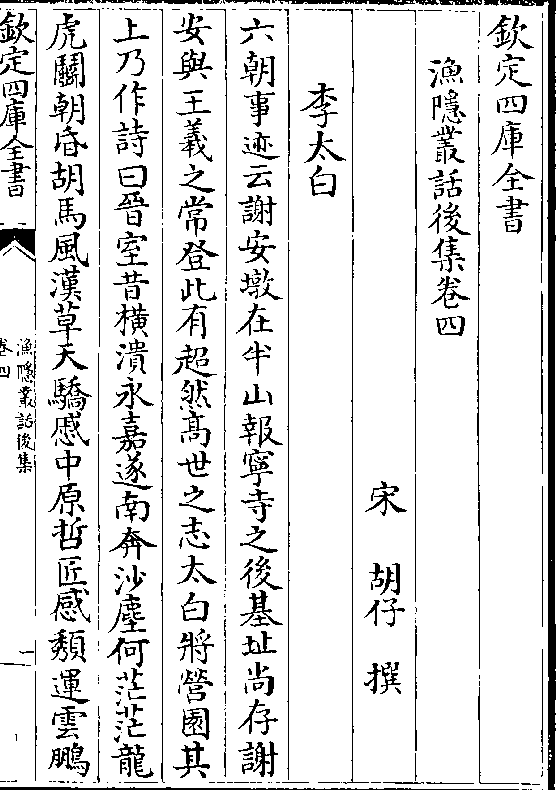 欽定四庫全書
漁隱叢話後集卷四
宋　胡仔　撰
李太白
六朝事迹云謝安墩在半山報寧寺之後基址尚存謝
安與王羲之常登此有超然髙世之志太白將營園其
上乃作詩曰晉室昔橫潰永嘉遂南奔沙塵何茫茫龍
虎鬭朝昏胡馬風漢草天驕慼中原哲匠感頽運雲鵬
欽定四庫全書
漁隱叢話後集
卷四
一